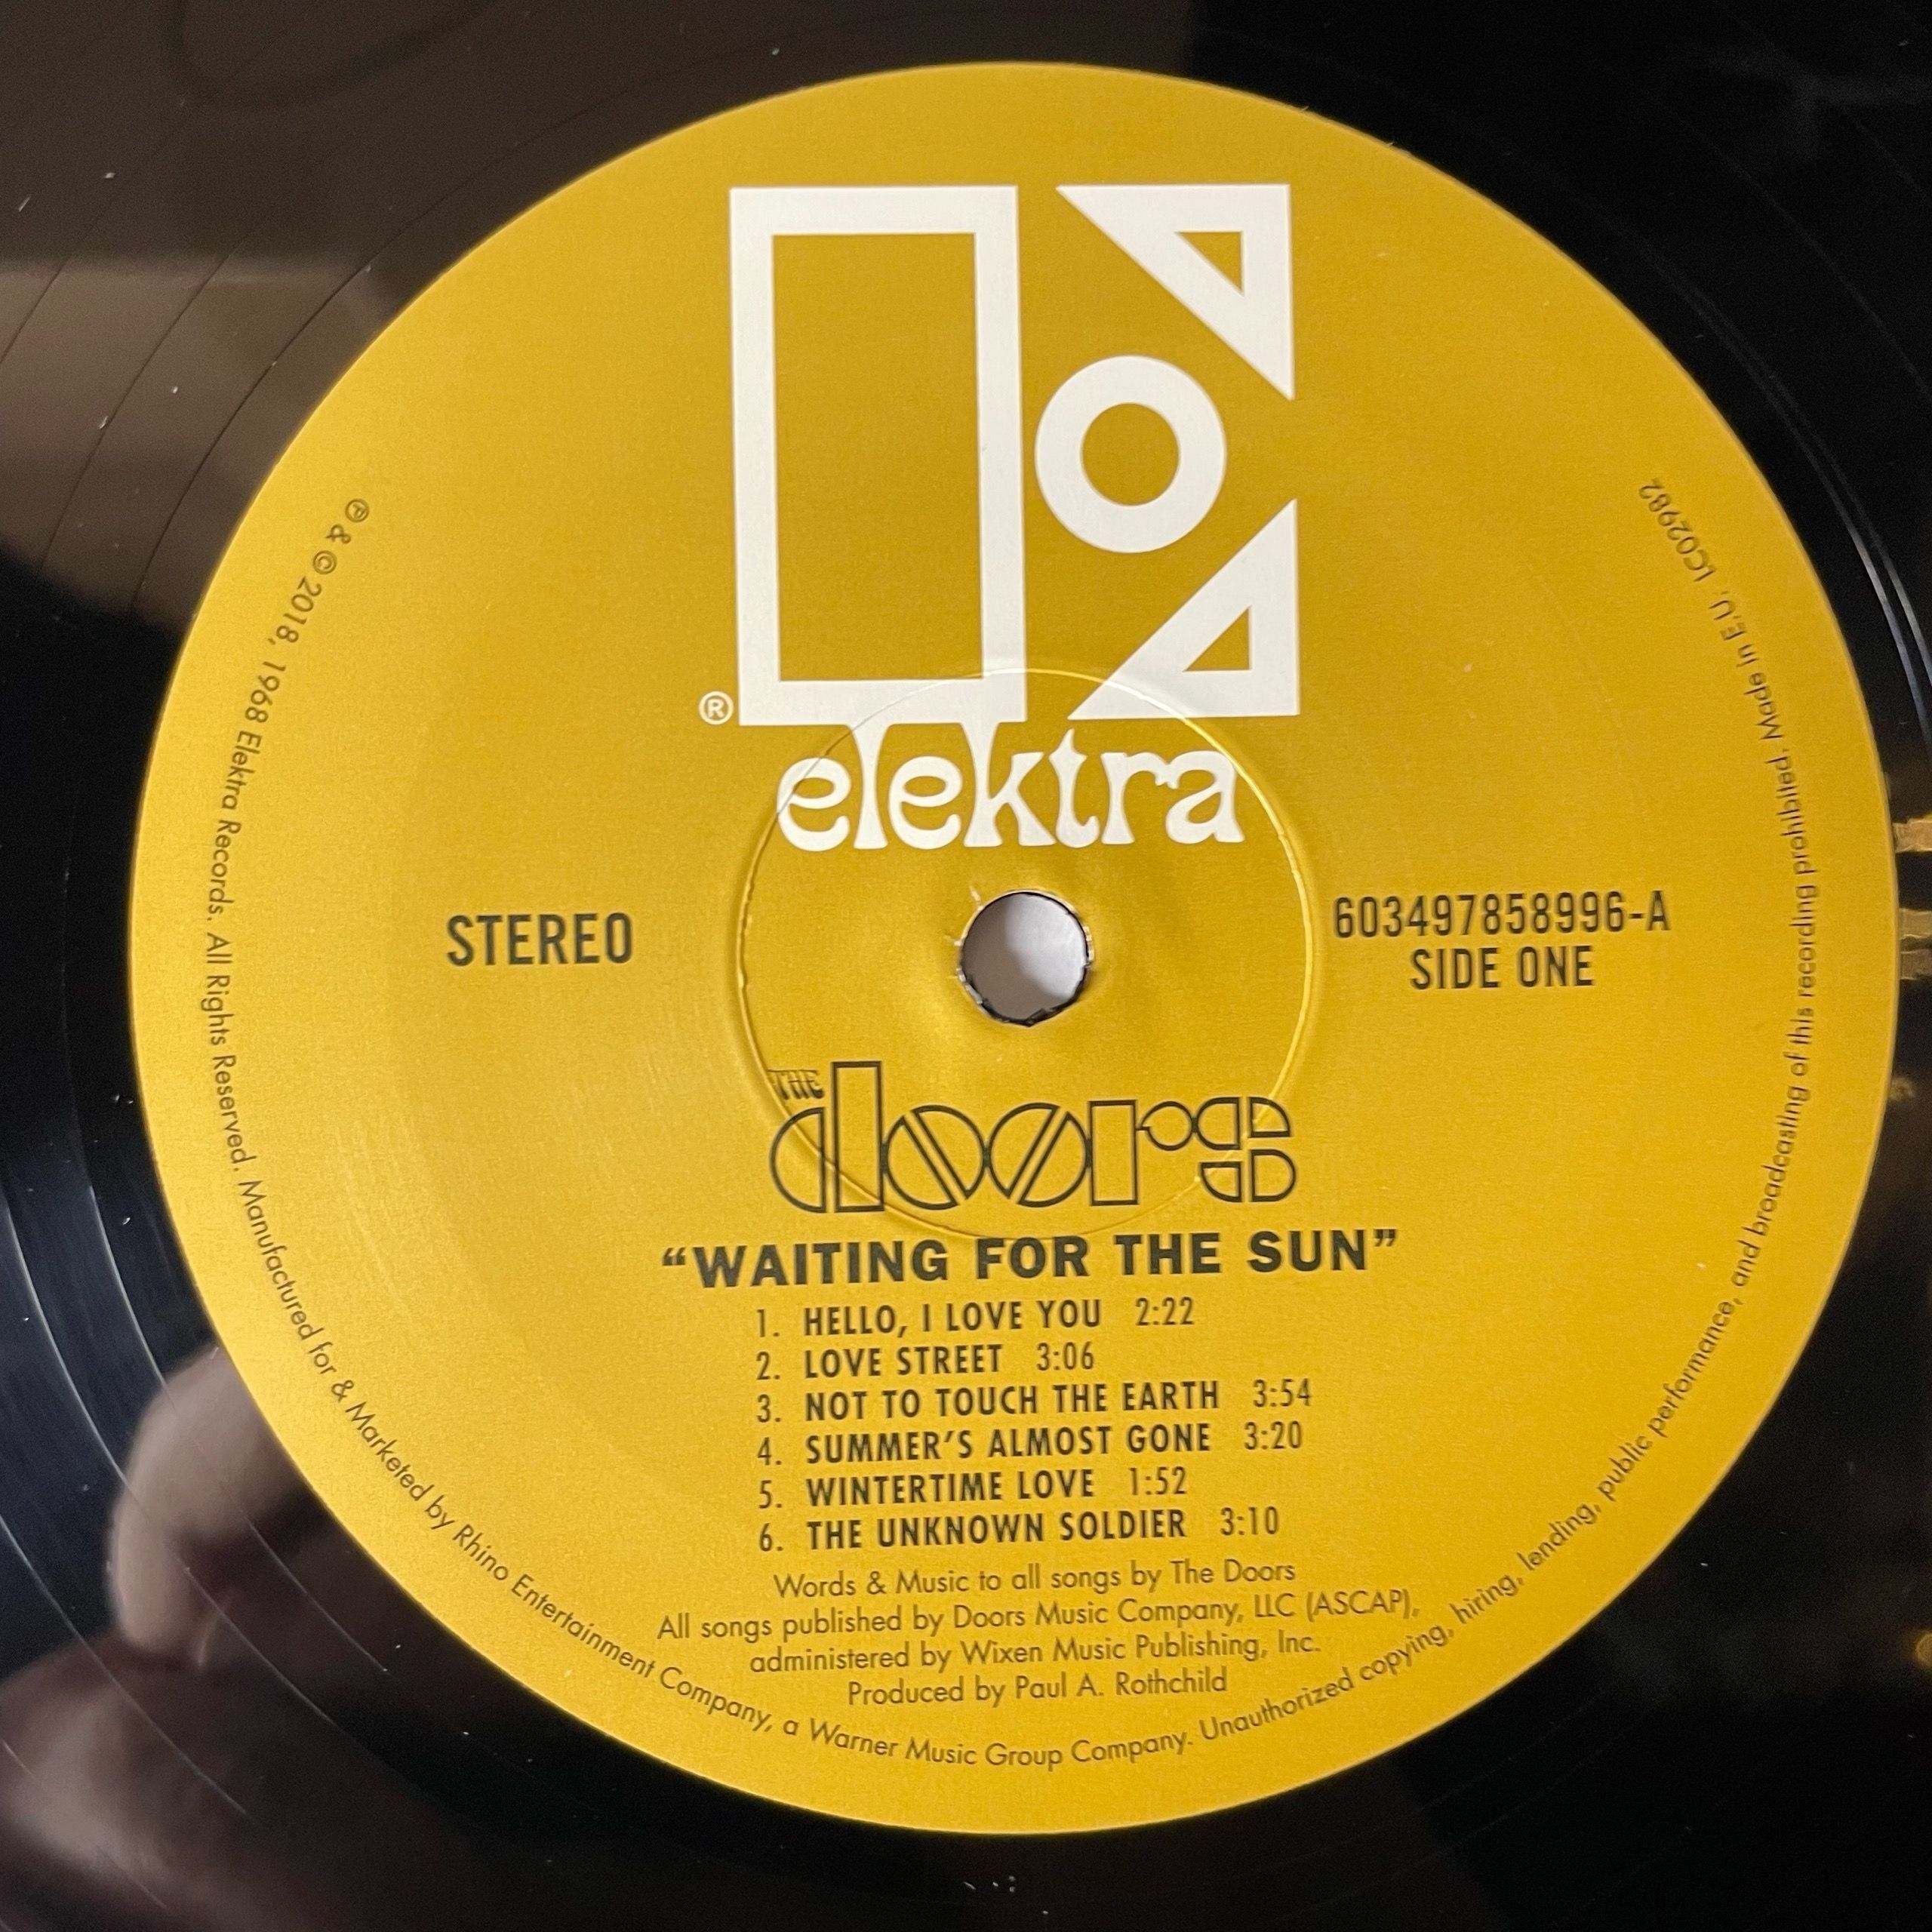 ®
elektra
STEREO
603497858996-A
SIDE ONE
THE
doors
“WAITING FOR THE SUN”
1. HELLO, I LOVE YOU 2:22
2. LOVE STREET 3:06
3. NOT TO TOUCH THE EARTH 3:54
4. SUMMER’S ALMOST GONE 3:20
5. WINTERTIME LOVE 1:52
6. THE UNKNOWN SOLDIER 3:10
Words & Music to all songs by The Doors
All songs published by Doors Music Company, LLC (ASCAP),
administered by Wixen Music Publishing, Inc.
Produced by Paul A. Rothchild
℗ & © 2018, 1968 Elektra Records. All Rights Reserved. Manufactured for & Marketed by Rhino Entertainment Company, a Warner Music Group Company. Unauthorized copying, hiring, lending, public performance, and broadcasting of this recording prohibited. Made in E.U. LC02982